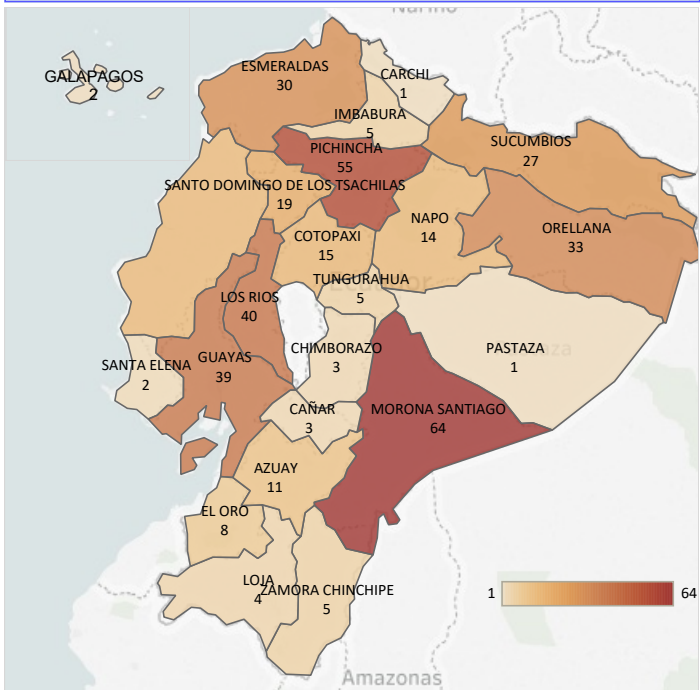 Nariño
GALAPAGOS
2
ESMERALDAS
30
CARCHI
1
IMBABURA
5
PICHINCHA
55
SUCUMBIOS
27
SANTO DOMINGO DE LOS TSACHILAS
19
NAPO
14
ORELLANA
33
COTOPAXI
15
TUNGURAHUA
5
Ecuador
LOS RIOS
40
SANTA ELENA
2
GUAYAS
39
CHIMBORAZO
3
PASTAZA
1
CAÑAR
3
MORONA SANTIAGO
64
AZUAY
11
EL ORO
8
LOJA
4
ZAMORA CHINCHIPE
5
1
64
Amazonas